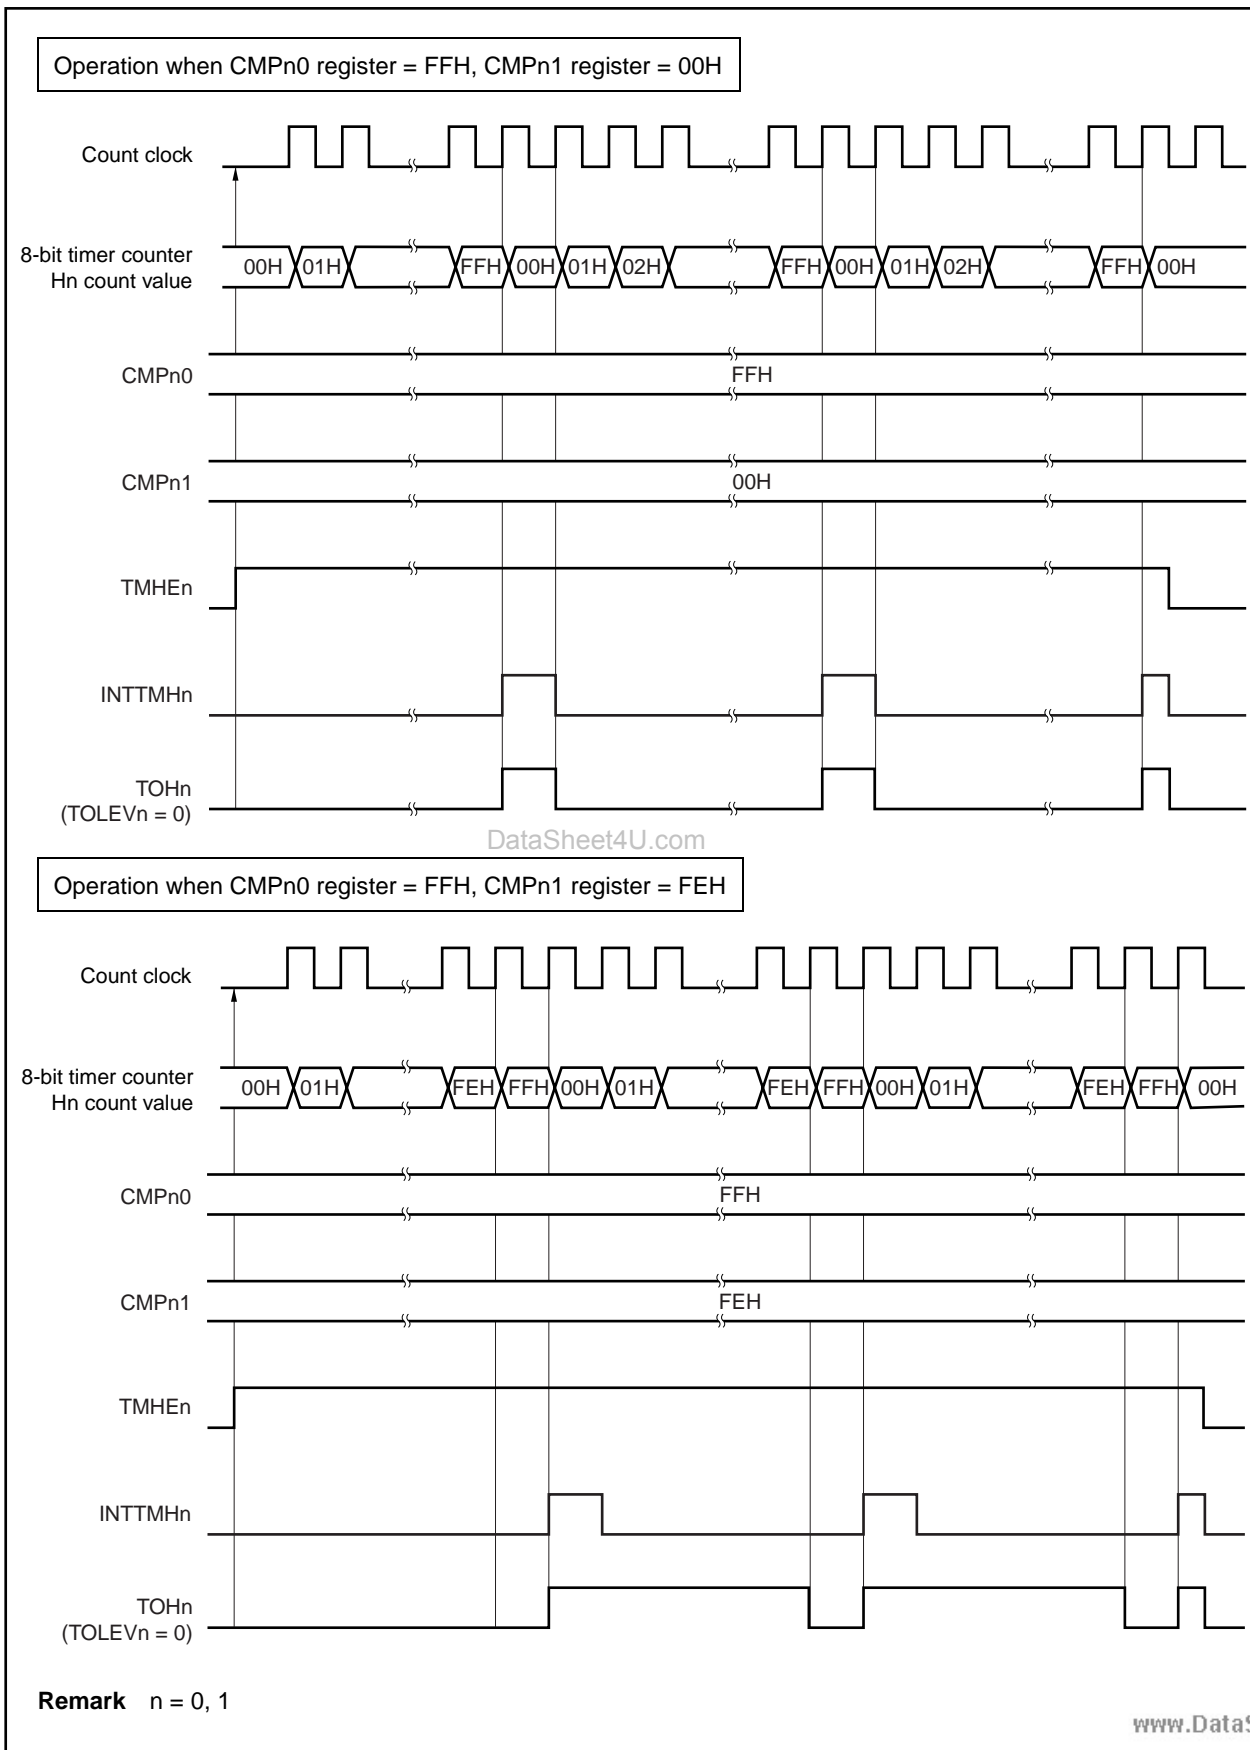 Operation when CMPn0 register = FFH, CMPn1 register = 00H
Count clock
8-bit timer counter
Hn count value
00H 01H FFH 00H 01H 02H FFH 00H 01H 02H FFH 00H
CMPn0
FFH
CMPn1
00H
TMHEn
INTTMHn
TOHn
(TOLEVn = 0)
DataSheet4U.com
Operation when CMPn0 register = FFH, CMPn1 register = FEH
Count clock
8-bit timer counter
Hn count value
00H 01H FEH FFH 00H 01H FEH FFH 00H 01H FEH FFH 00H
CMPn0
FFH
CMPn1
FEH
TMHEn
INTTMHn
TOHn
(TOLEVn = 0)
Remark n = 0, 1
www.DataS